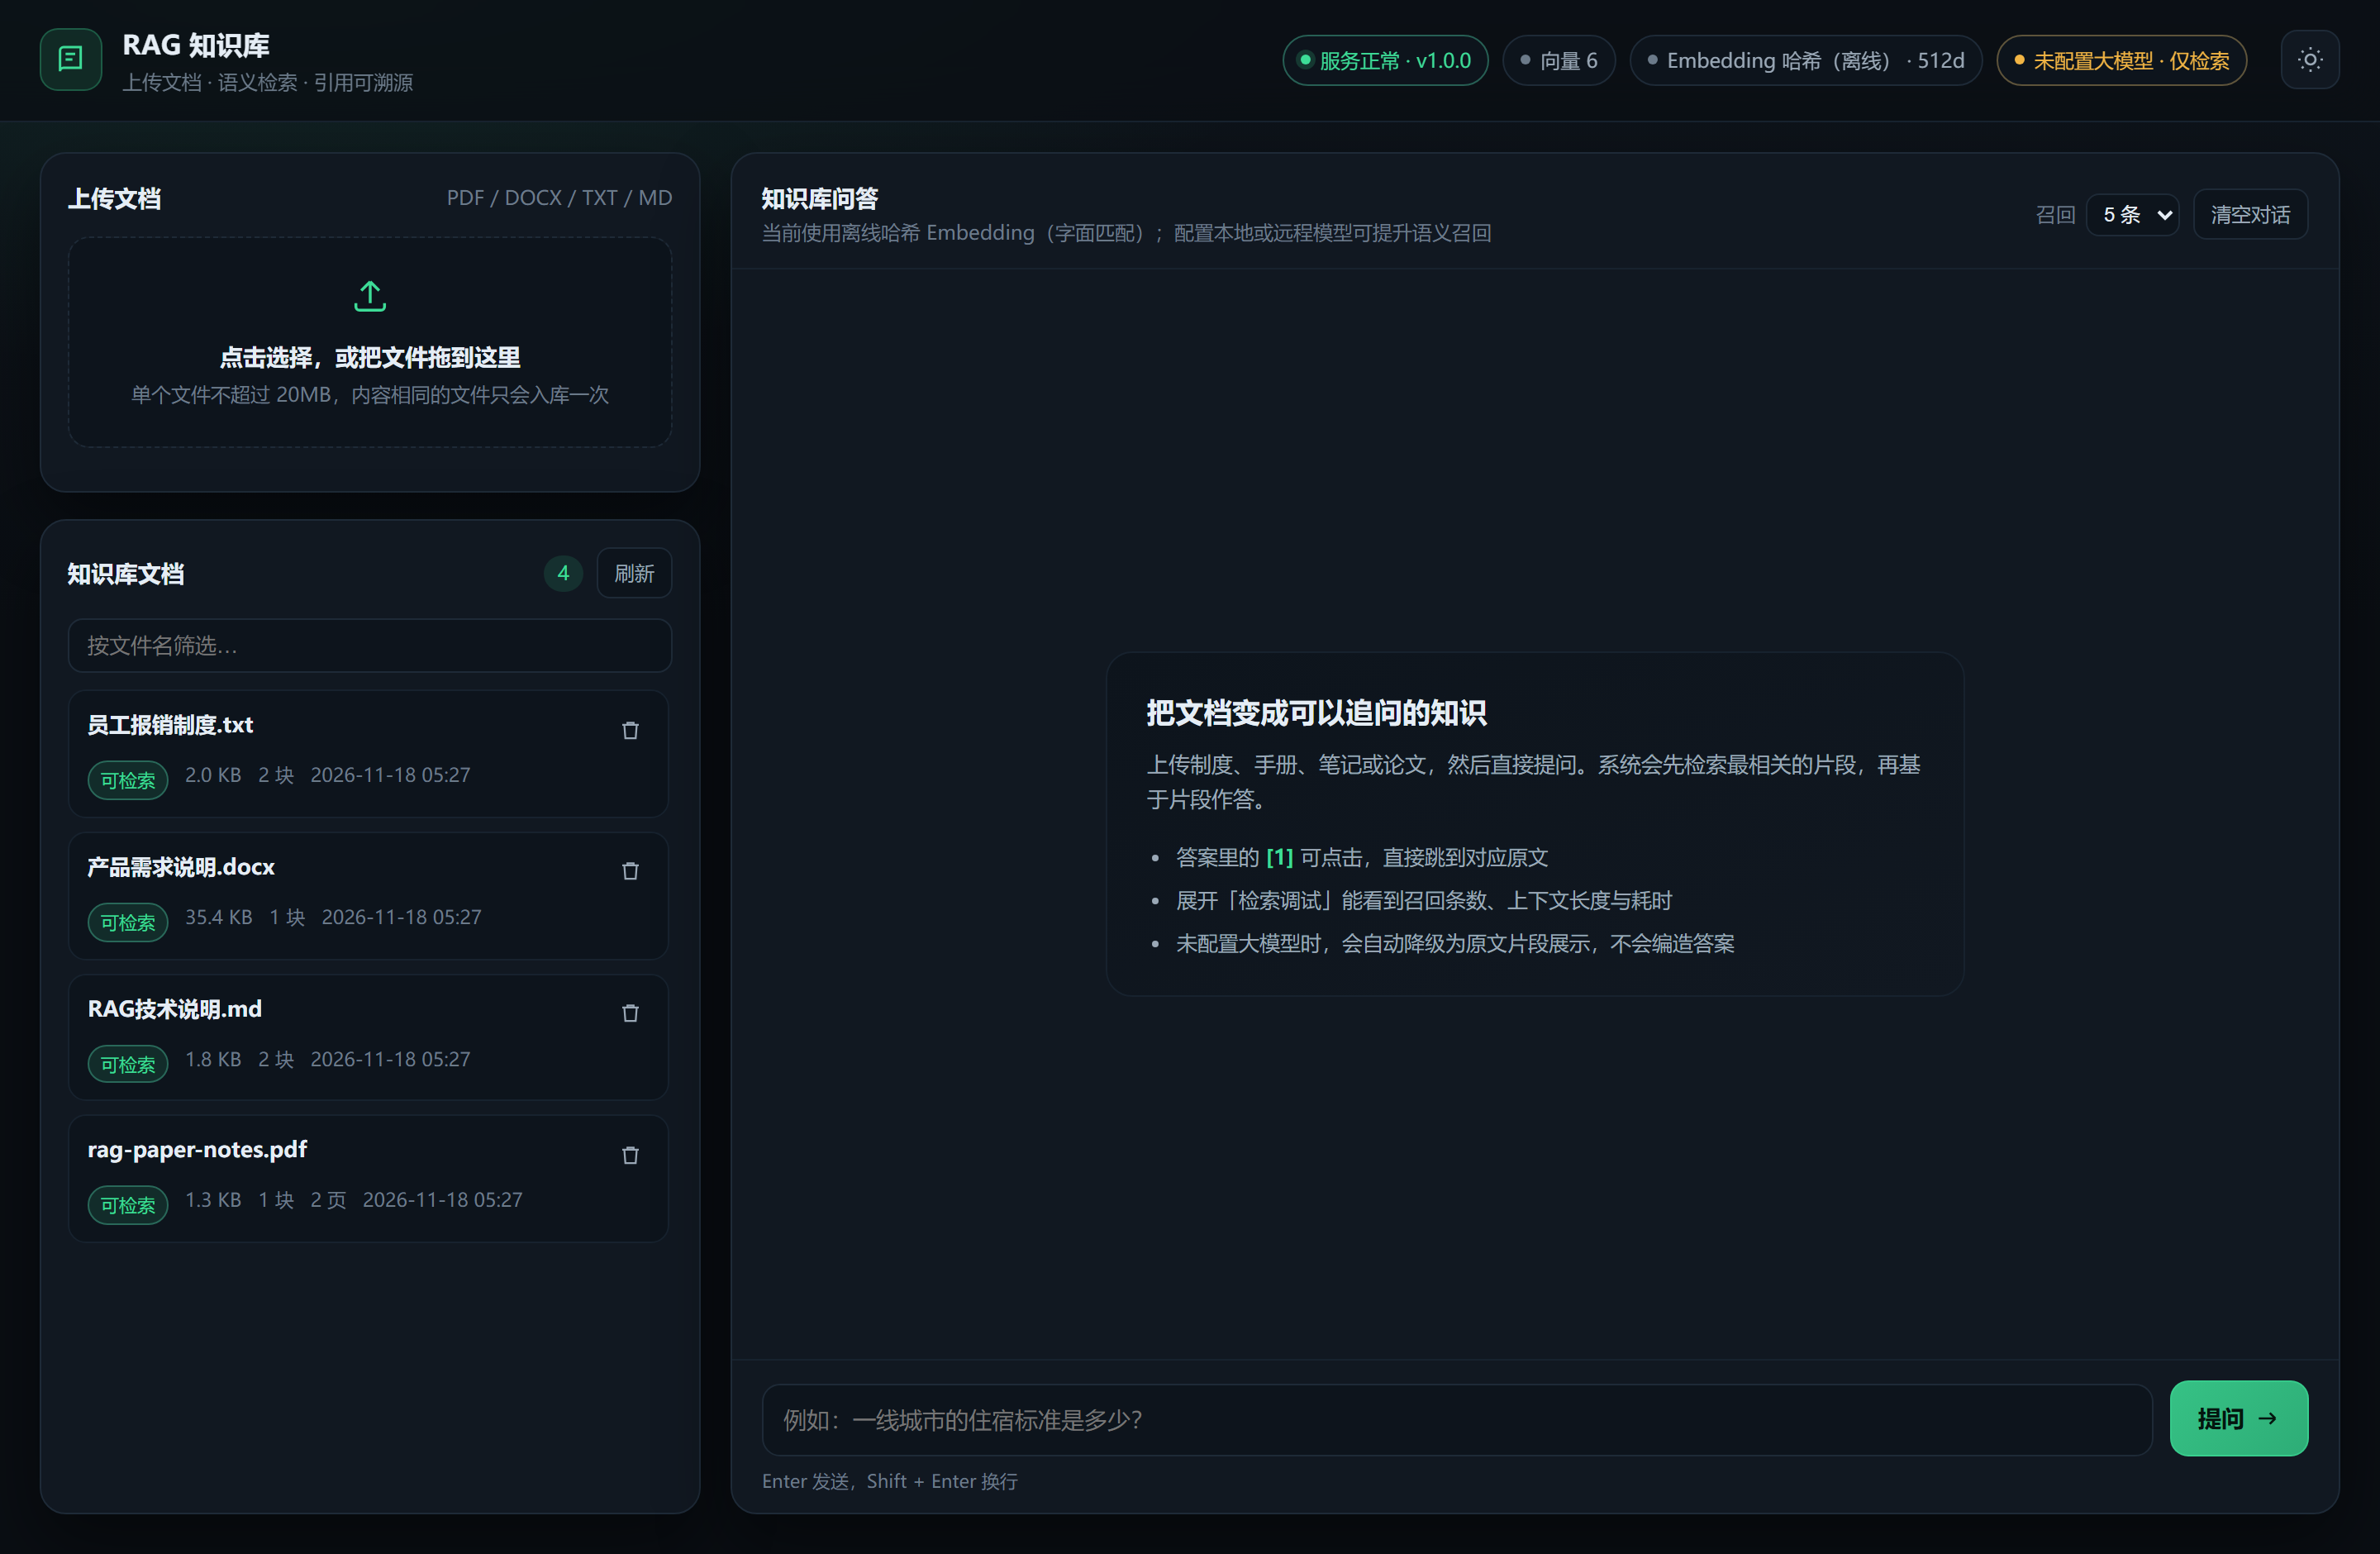 RAG 知识库
上传文档 · 语义检索 · 引用可溯源
服务正常 · v1.0.0
向量 6
Embedding 哈希（离线） · 512d
未配置大模型 · 仅检索
上传文档
PDF / DOCX / TXT / MD
点击选择，或把文件拖到这里
单个文件不超过 20MB，内容相同的文件只会入库一次
知识库文档
4
刷新
按文件名筛选…
员工报销制度.txt
可检索 2.0 KB 2 块 2026-11-18 05:27
产品需求说明.docx
可检索 35.4 KB 1 块 2026-11-18 05:27
RAG技术说明.md
可检索 1.8 KB 2 块 2026-11-18 05:27
rag-paper-notes.pdf
可检索 1.3 KB 1 块 2 页 2026-11-18 05:27
知识库问答
当前使用离线哈希 Embedding（字面匹配）；配置本地或远程模型可提升语义召回
召回 5 条
清空对话
把文档变成可以追问的知识
上传制度、手册、笔记或论文，然后直接提问。系统会先检索最相关的片段，再基
于片段作答。
• 答案里的 [1] 可点击，直接跳到对应原文
• 展开「检索调试」能看到召回条数、上下文长度与耗时
• 未配置大模型时，会自动降级为原文片段展示，不会编造答案
例如：一线城市的住宿标准是多少？
提问 →
Enter 发送，Shift + Enter 换行